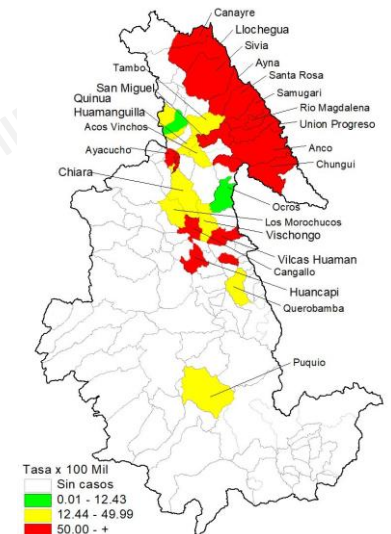 Canayre
Llochegua
Sivia
Ayna
Tambo
Santa Rosa
San Miguel
Samugari
Quinua
Rio Magdalena
Huamanguilla
Union Progreso
Acos Vinchos
Anco
Ayacucho
Chungui
Chiara
Ocros
Los Morochucos
Vischongo
Vilcas Huaman
Cangallo
Huancapi
Querobamba
Puquio
Tasa x 100 Mil
Sin casos
0.01 - 12.43
12.44 - 49.99
50.00 - +